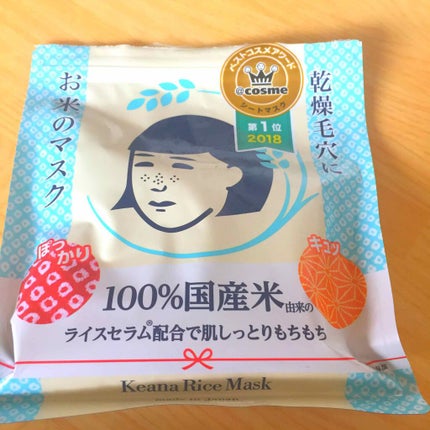 ベストコスメアワード
@cosme
シートマスク
第1位
2018
乾燥毛穴に
お米のマスク
ぽっかり
キュッ
100%国産米由来の
ライスセラム®配合で肌しっとりもちもち
Keana Rice Mask
Made in Japan